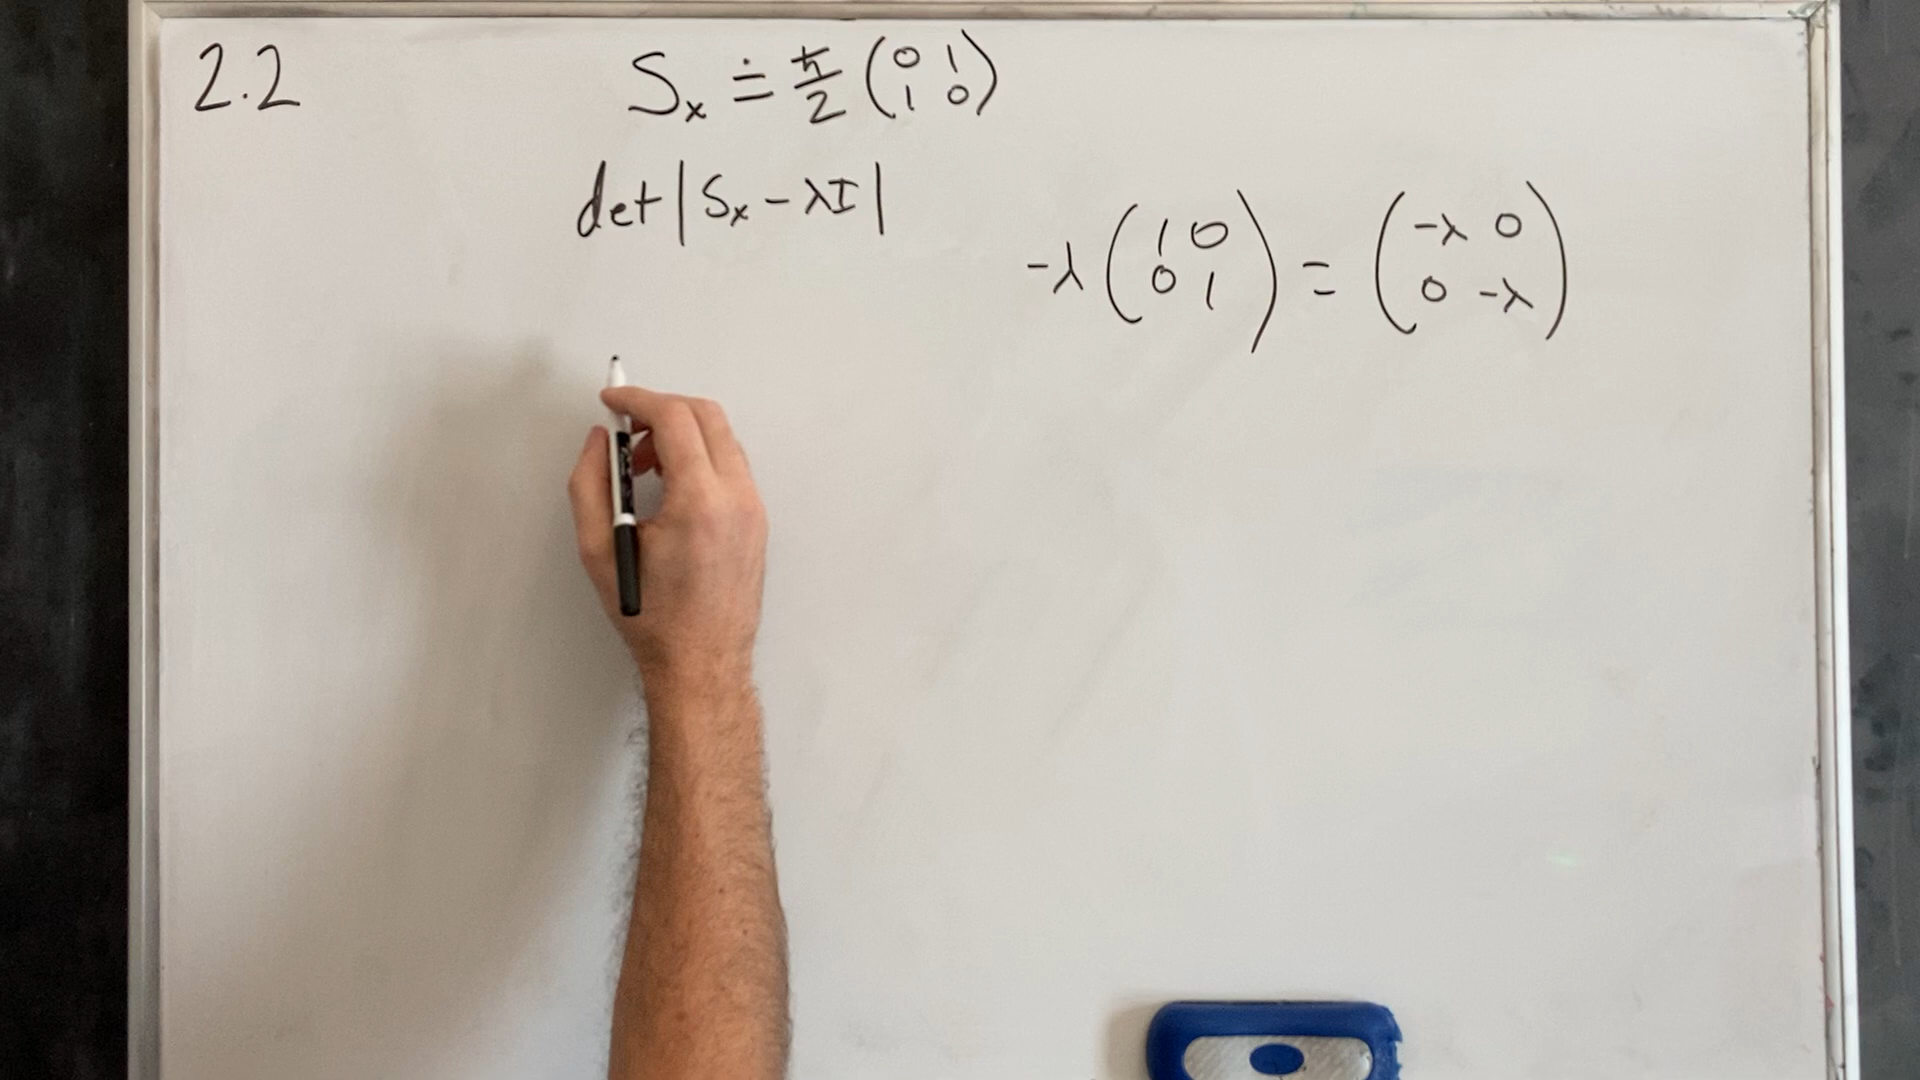 2.2
Sₓ ≐ ħ/2 (0 1
1 0)
det|Sₓ - λI|
-λ (1 0
0 1) = (-λ 0
0 -λ)